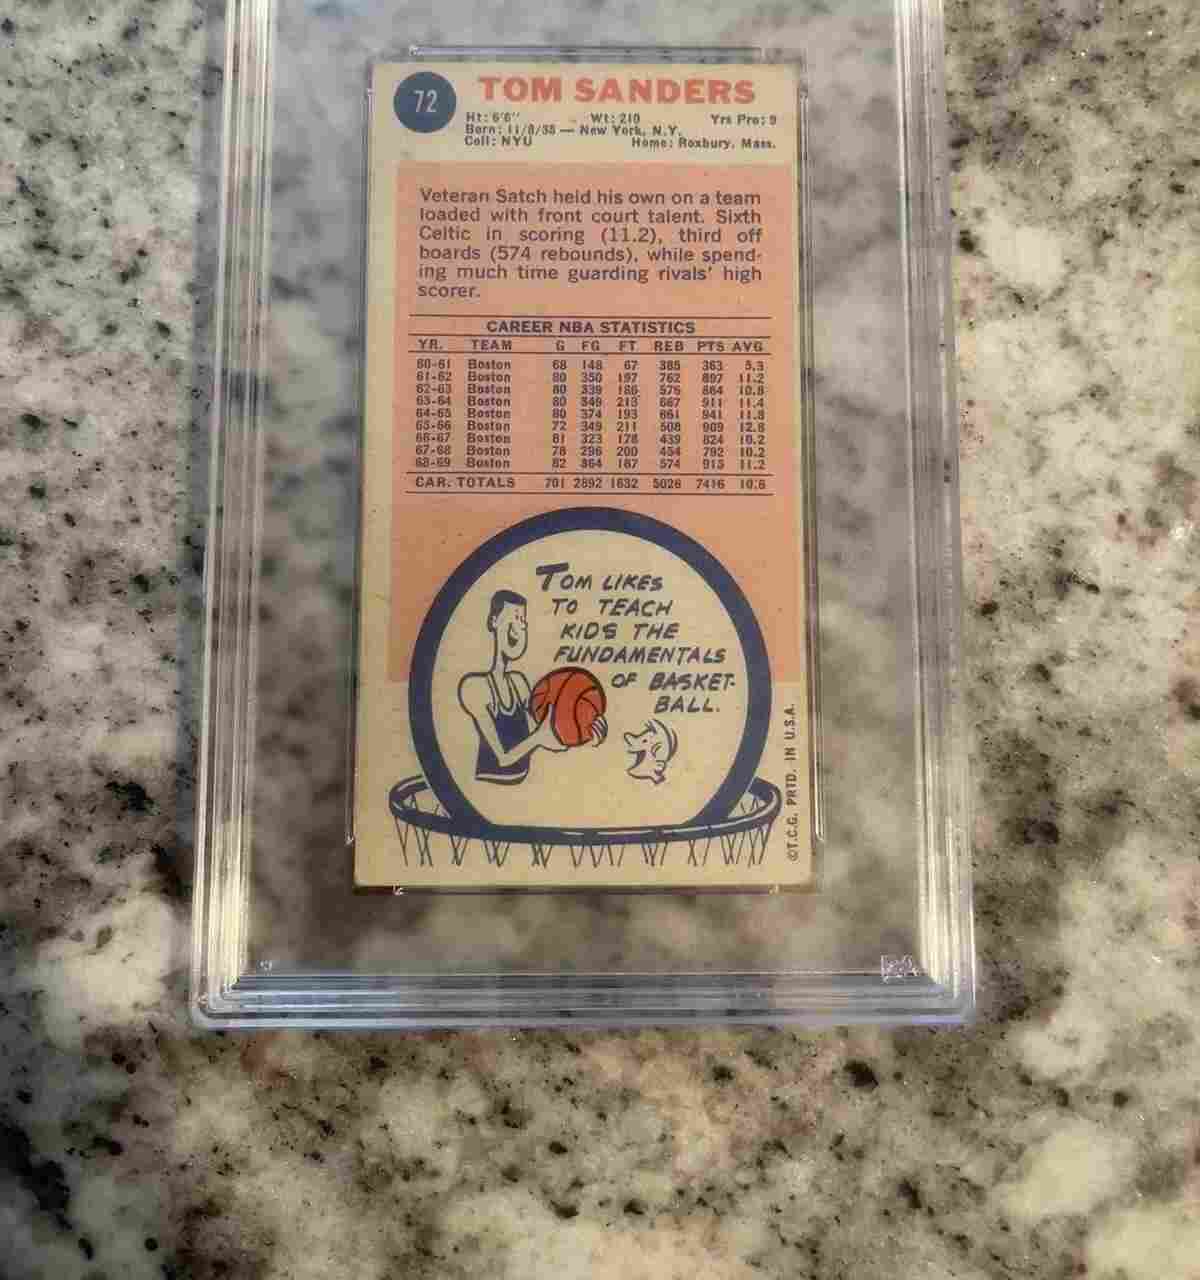 72
TOM SANDERS
Ht: 6'6" Wt: 210 Yrs Pro: 9
Born: 11/8/38 — New York, N.Y.
Coll: NYU Home: Roxbury, Mass.
Veteran Satch held his own on a team
loaded with front court talent. Sixth
Celtic in scoring (11.2), third off
boards (574 rebounds), while spend-
ing much time guarding rivals' high
scorer.
CAREER NBA STATISTICS
YR. TEAM G FG FT REB PTS AVG
60-61 Boston 68 148 67 385 363 5.3
61-62 Boston 80 350 197 762 897 11.2
62-63 Boston 80 339 186 576 864 10.8
63-64 Boston 80 349 213 667 911 11.4
64-65 Boston 80 374 193 661 941 11.8
65-66 Boston 72 349 211 508 909 12.6
66-67 Boston 81 323 178 439 824 10.2
67-68 Boston 78 296 200 454 792 10.2
68-69 Boston 82 364 187 574 915 11.2
CAR. TOTALS 701 2892 1632 5026 7416 10.6
TOM LIKES
TO TEACH
KIDS THE
FUNDAMENTALS
OF BASKET-
BALL.
©T.C.G. PRTD. IN U.S.A.